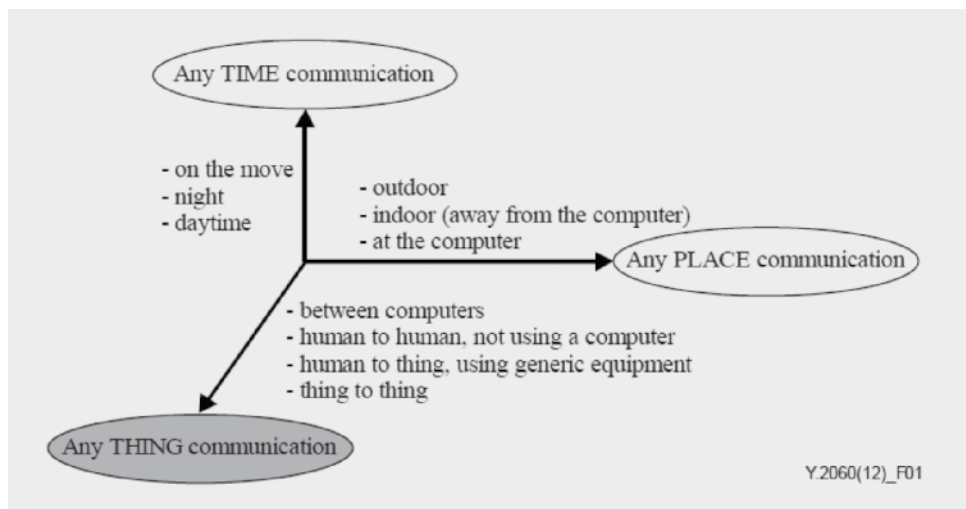 Any TIME communication
- on the move
- night
- daytime
- outdoor
- indoor (away from the computer)
- at the computer
Any PLACE communication
- between computers
- human to human, not using a computer
- human to thing, using generic equipment
- thing to thing
Any THING communication
Y.2060(12)_F01